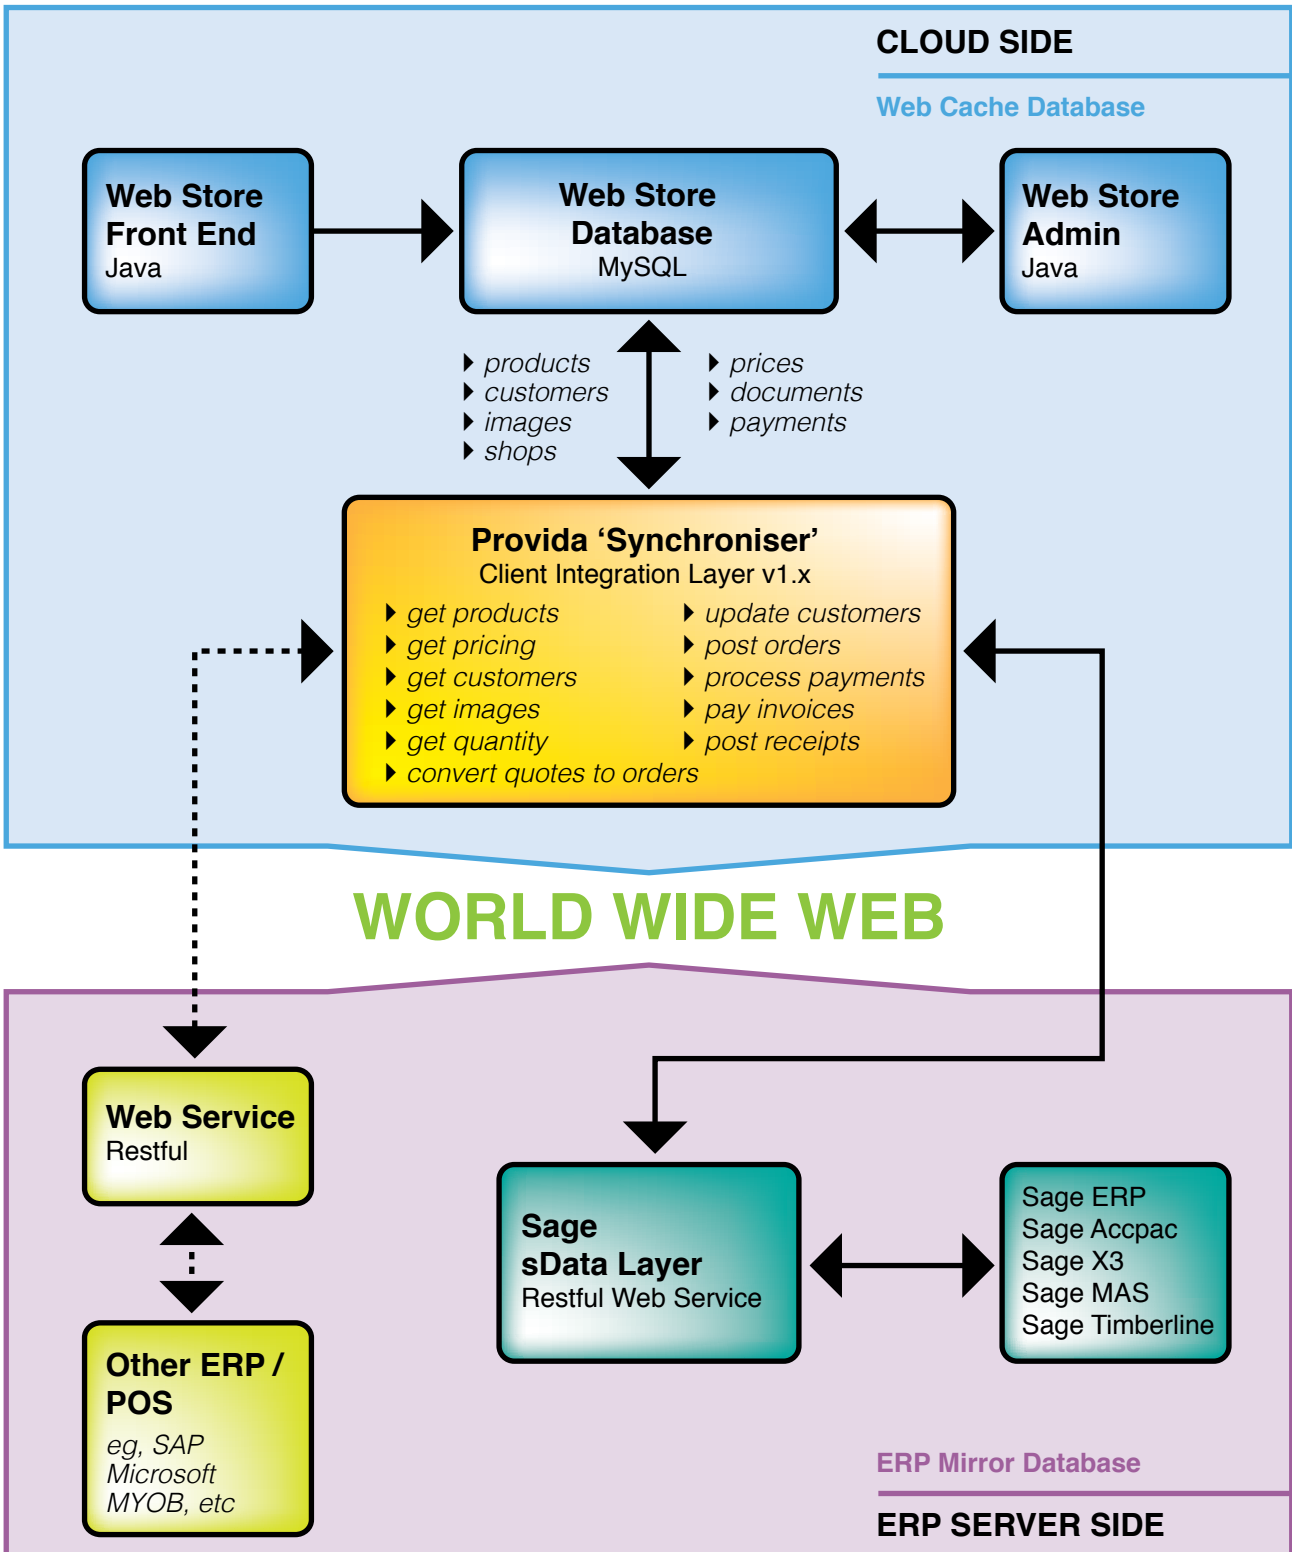 CLOUD SIDE
Web Cache Database
Web Store
Front End
Java
Web Store
Database
MySQL
Web Store
Admin
Java
products
customers
images
shops
prices
documents
payments
Provida ‘Synchroniser’
Client Integration Layer v1.x
get products
get pricing
get customers
get images
get quantity
convert quotes to orders
update customers
post orders
process payments
pay invoices
post receipts
WORLD WIDE WEB
Web Service
Restful
Other ERP /
POS
eg, SAP
Microsoft
MYOB, etc
Sage
sData Layer
Restful Web Service
Sage ERP
Sage Accpac
Sage X3
Sage MAS
Sage Timberline
ERP Mirror Database
ERP SERVER SIDE